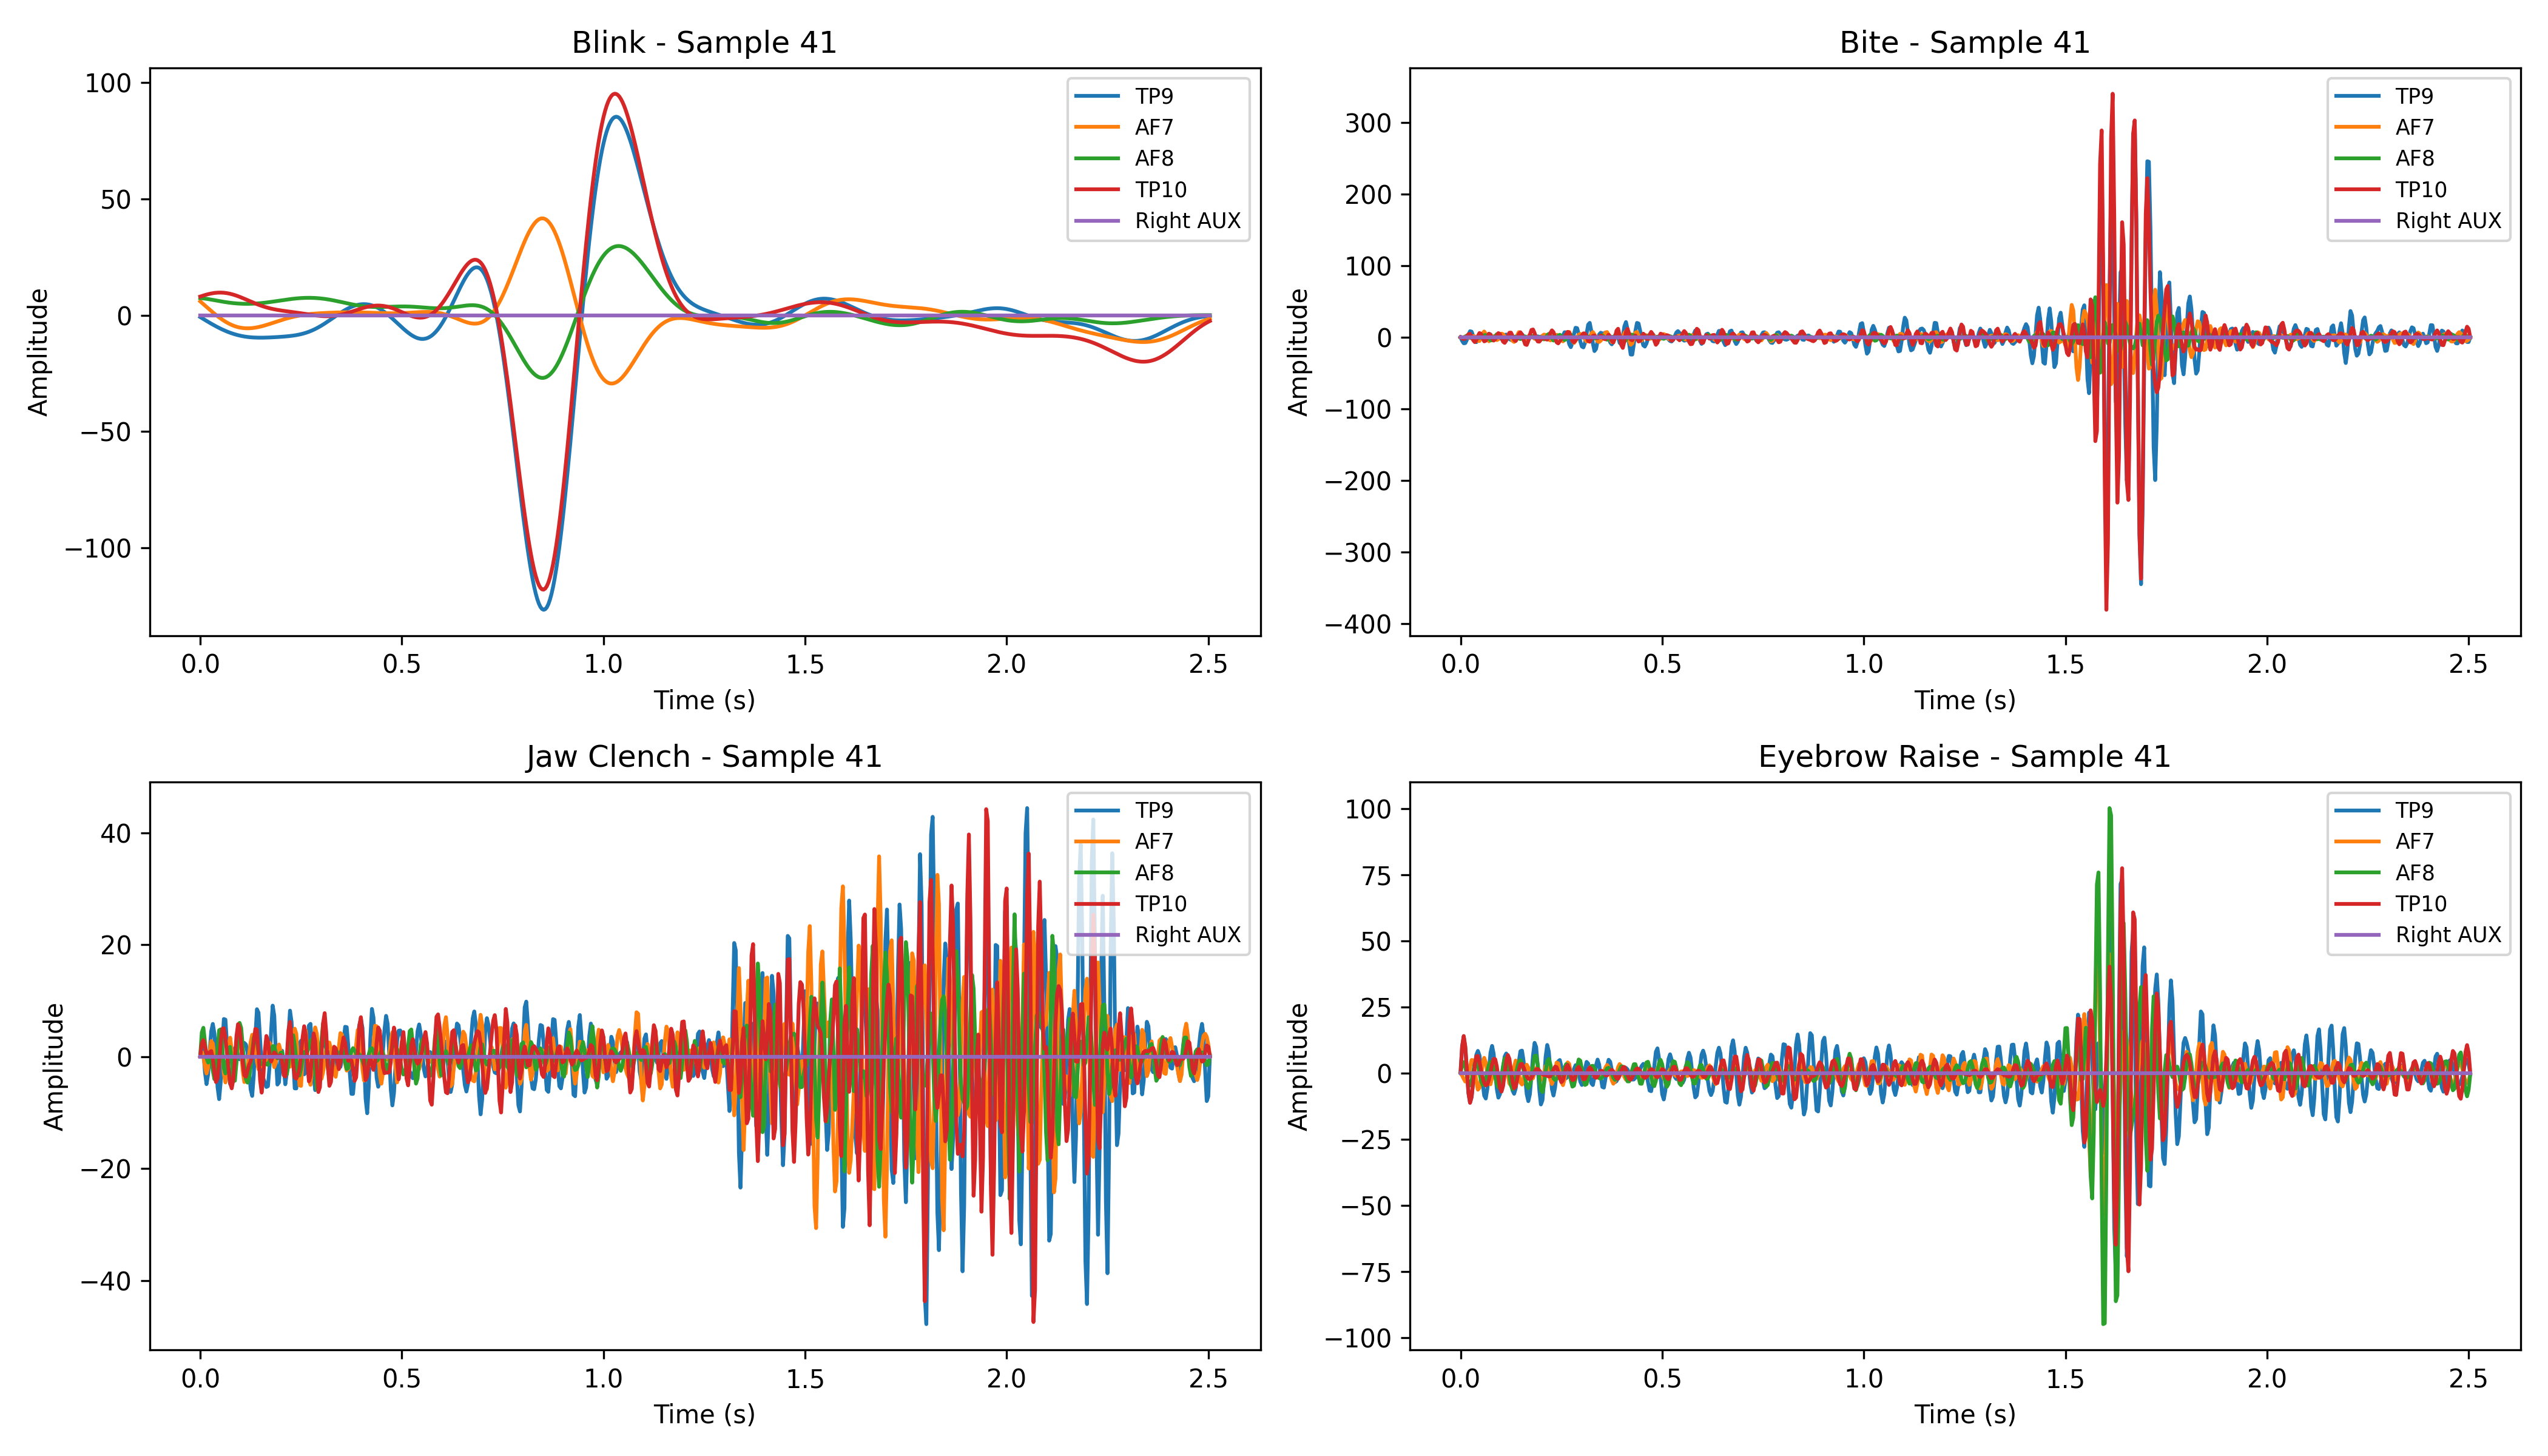 Blink - Sample 41
100
50
0
−50
−100
Amplitude
0.0 0.5 1.0 1.5 2.0 2.5
Time (s)
TP9
AF7
AF8
TP10
Right AUX
Bite - Sample 41
300
200
100
0
−100
−200
−300
−400
Amplitude
0.0 0.5 1.0 1.5 2.0 2.5
Time (s)
TP9
AF7
AF8
TP10
Right AUX
Jaw Clench - Sample 41
40
20
0
−20
−40
Amplitude
0.0 0.5 1.0 1.5 2.0 2.5
Time (s)
TP9
AF7
AF8
TP10
Right AUX
Eyebrow Raise - Sample 41
100
75
50
25
0
−25
−50
−75
−100
Amplitude
0.0 0.5 1.0 1.5 2.0 2.5
Time (s)
TP9
AF7
AF8
TP10
Right AUX